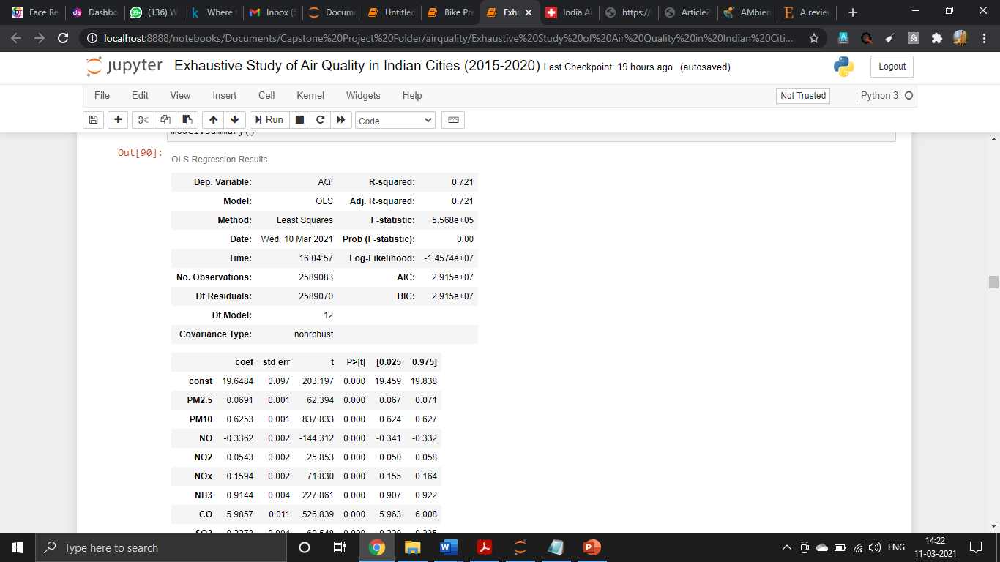 Face Re
Dashbo
(136) W
Where
Inbox (5
Docume
Untitled
Bike Pre
Exha
India Ai
https://
Article2
AMbien
A review
localhost:8888/notebooks/Documents/Capstone%20Project%20Folder/airquality/Exhaustive%20Study%20of%20Air%20Quality%20in%20Indian%20Citi...
jupyter Exhaustive Study of Air Quality in Indian Cities (2015-2020) Last Checkpoint: 19 hours ago (autosaved)
Logout
File Edit View Insert Cell Kernel Widgets Help
Not Trusted
Python 3
Run
Code
model.summary()
Out[90]:
OLS Regression Results
Dep. Variable: AQI R-squared: 0.721
Model: OLS Adj. R-squared: 0.721
Method: Least Squares F-statistic: 5.568e+05
Date: Wed, 10 Mar 2021 Prob (F-statistic): 0.00
Time: 16:04:57 Log-Likelihood: -1.4574e+07
No. Observations: 2589083 AIC: 2.915e+07
Df Residuals: 2589070 BIC: 2.915e+07
Df Model: 12
Covariance Type: nonrobust
coef std err t P>|t| [0.025 0.975]
const 19.6484 0.097 203.197 0.000 19.459 19.838
PM2.5 0.0691 0.001 62.394 0.000 0.067 0.071
PM10 0.6253 0.001 837.833 0.000 0.624 0.627
NO -0.3362 0.002 -144.312 0.000 -0.341 -0.332
NO2 0.0543 0.002 25.853 0.000 0.050 0.058
NOx 0.1594 0.002 71.830 0.000 0.155 0.164
NH3 0.9144 0.004 227.861 0.000 0.907 0.922
CO 5.9857 0.011 526.839 0.000 5.963 6.008
Type here to search
ENG
14:22
11-03-2021